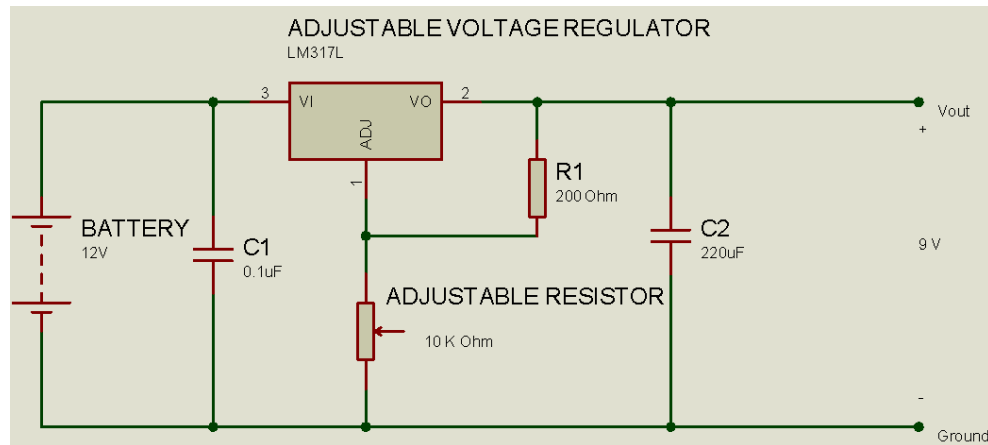 ADJUSTABLE VOLTAGE REGULATOR
LM317L
3
VI
VO
2
ADJ
1
Vout
+
R1
200 Ohm
BATTERY
12V
C1
0.1uF
C2
220uF
9 V
ADJUSTABLE RESISTOR
10 K Ohm
-
Ground